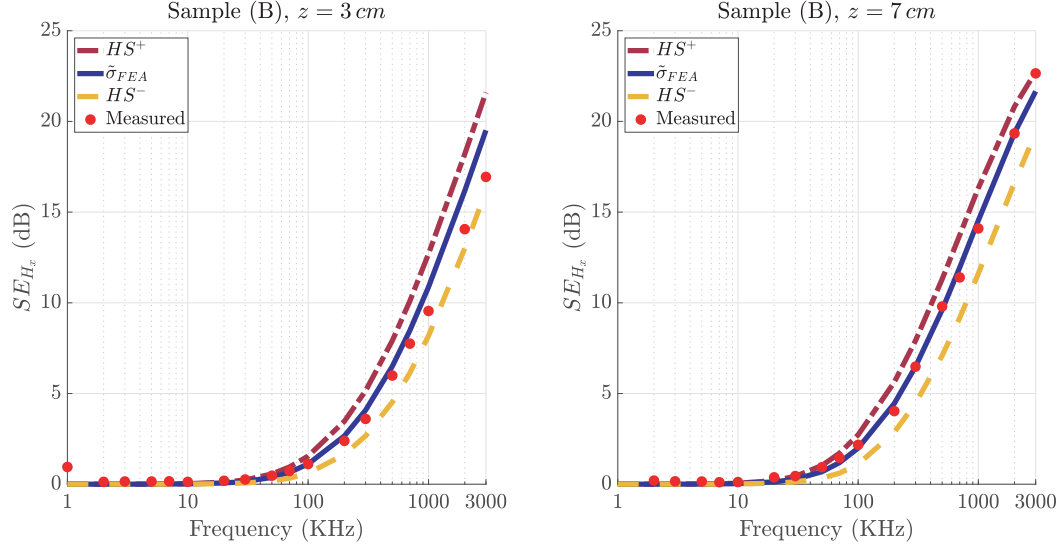 Sample (B), z = 3 cm
25
20
15
10
5
0
SE_{H_x} (dB)
HS⁺
σ̃_{FEA}
HS⁻
Measured
1
10
100
1000
3000
Frequency (KHz)
Sample (B), z = 7 cm
25
20
15
10
5
0
SE_{H_x} (dB)
HS⁺
σ̃_{FEA}
HS⁻
Measured
1
10
100
1000
3000
Frequency (KHz)